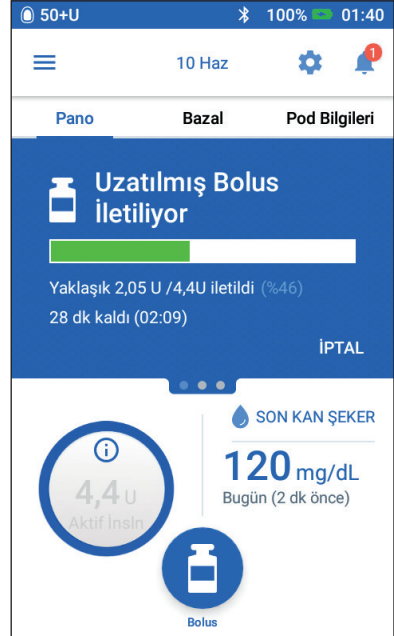 50+U 100% 01:40
10 Haz 1
Pano Bazal Pod Bilgileri
Uzatılmış Bolus
İletiliyor
Yaklaşık 2,05 U /4,4U iletildi (%46)
28 dk kaldı (02:09)
İPTAL
SON KAN ŞEKER
120 mg/dL
Bugün (2 dk önce)
4,4 U
Aktif İnsln
Bolus